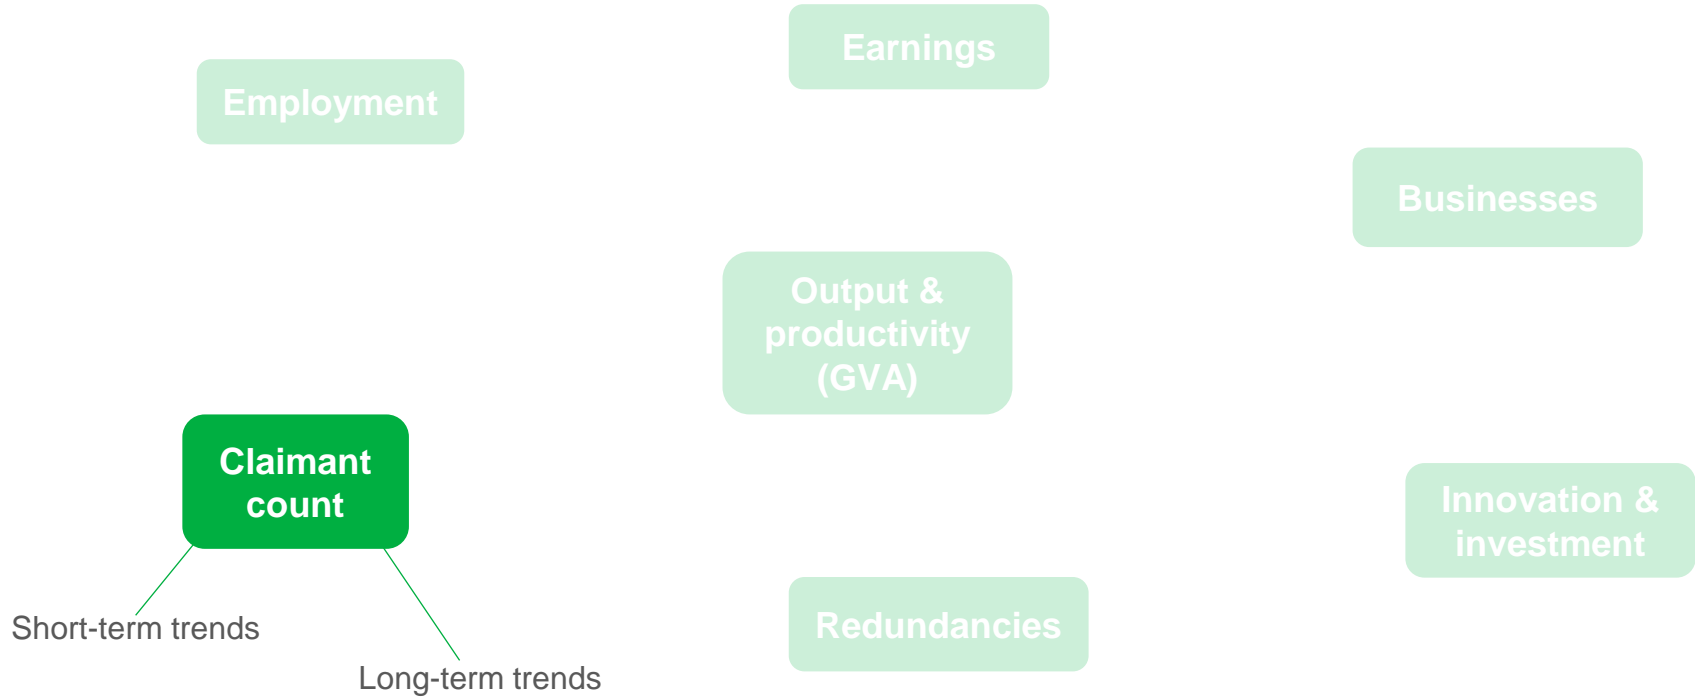 Earnings
Employment
Businesses
Output &
productivity
(GVA)
Claimant
count
Innovation &
investment
Redundancies
Short-term trends
Long-term trends